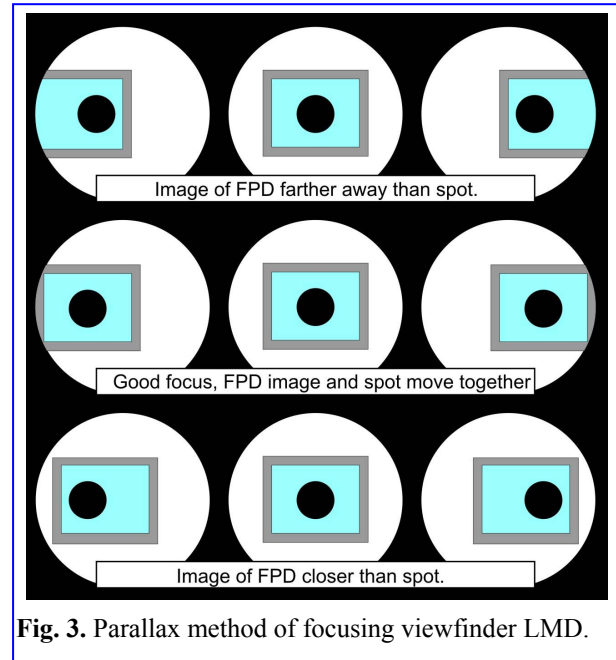 Image of FPD farther away than spot.
Good focus, FPD image and spot move together
Image of FPD closer than spot.
Fig. 3. Parallax method of focusing viewfinder LMD.